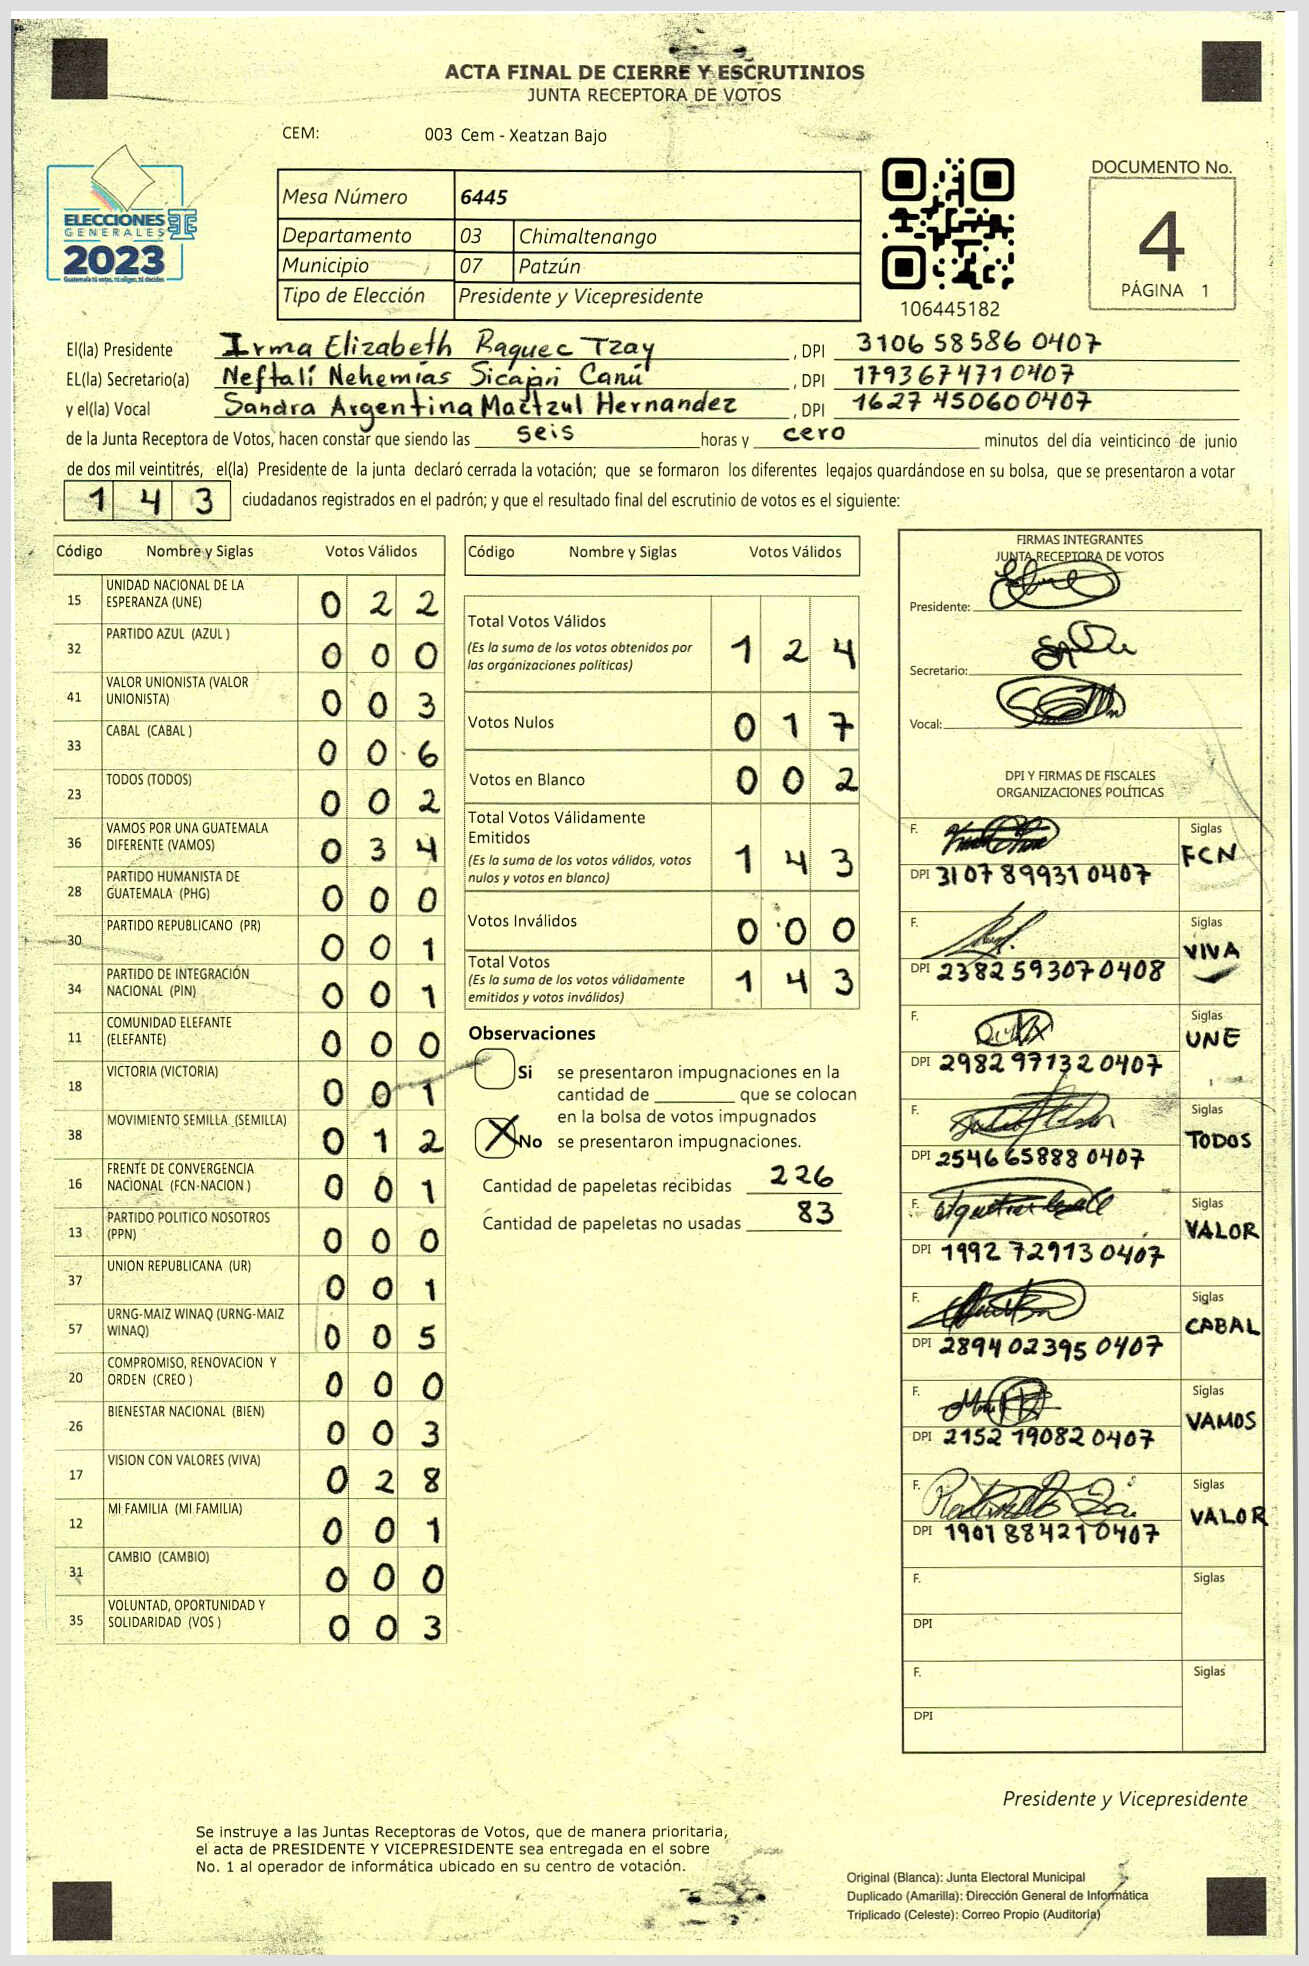 ACTA FINAL DE CIERRE Y ESCRUTINIOS
JUNTA RECEPTORA DE VOTOS
CEM: 003 Cem - Xeatzan Bajo
ELECCIONES
GENERALES
2023
Guatemala tú votas, tú eliges, tú decides
Mesa Número 6445
Departamento 03 Chimaltenango
Municipio 07 Patzún
Tipo de Elección Presidente y Vicepresidente
106445182
DOCUMENTO No.
4
PÁGINA 1
El(la) Presidente Irma Elizabeth Raquec Tzay , DPI 3106 58586 0407
EL(la) Secretario(a) Neftalí Nehemías Sicajan Canú , DPI 1793674710407
y el(la) Vocal Sandra Argentina Mactzul Hernandez , DPI 1627 450600407
de la Junta Receptora de Votos, hacen constar que siendo las seis horas y cero minutos del día veinticinco de junio
de dos mil veintitrés, el(la) Presidente de la junta declaró cerrada la votación; que se formaron los diferentes legajos quardándose en su bolsa, que se presentaron a votar
1 4 3 ciudadanos registrados en el padrón; y que el resultado final del escrutinio de votos es el siguiente:
Código Nombre y Siglas Votos Válidos
15 UNIDAD NACIONAL DE LA ESPERANZA (UNE) 0 2 2
32 PARTIDO AZUL (AZUL ) 0 0 0
41 VALOR UNIONISTA (VALOR UNIONISTA) 0 0 3
33 CABAL (CABAL ) 0 0 6
23 TODOS (TODOS) 0 0 2
36 VAMOS POR UNA GUATEMALA DIFERENTE (VAMOS) 0 3 4
28 PARTIDO HUMANISTA DE GUATEMALA (PHG) 0 0 0
30 PARTIDO REPUBLICANO (PR) 0 0 1
34 PARTIDO DE INTEGRACIÓN NACIONAL (PIN) 0 0 1
11 COMUNIDAD ELEFANTE (ELEFANTE) 0 0 0
18 VICTORIA (VICTORIA) 0 0 1
38 MOVIMIENTO SEMILLA (SEMILLA) 0 1 2
16 FRENTE DE CONVERGENCIA NACIONAL (FCN-NACION ) 0 0 1
13 PARTIDO POLITICO NOSOTROS (PPN) 0 0 0
37 UNION REPUBLICANA (UR) 0 0 1
57 URNG-MAIZ WINAQ (URNG-MAIZ WINAQ) 0 0 5
20 COMPROMISO, RENOVACION Y ORDEN (CREO ) 0 0 0
26 BIENESTAR NACIONAL (BIEN) 0 0 3
17 VISION CON VALORES (VIVA) 0 2 8
12 MI FAMILIA (MI FAMILIA) 0 0 1
31 CAMBIO (CAMBIO) 0 0 0
35 VOLUNTAD, OPORTUNIDAD Y SOLIDARIDAD (VOS ) 0 0 3
Código Nombre y Siglas Votos Válidos
Total Votos Válidos 1 2 4
(Es la suma de los votos obtenidos por
las organizaciones políticas)
Votos Nulos 0 1 7
Votos en Blanco 0 0 2
Total Votos Válidamente
Emitidos 1 4 3
(Es la suma de los votos válidos, votos
nulos y votos en blanco)
Votos Inválidos 0 0 0
Total Votos 1 4 3
(Es la suma de los votos válidamente
emitidos y votos inválidos)
Observaciones
Si se presentaron impugnaciones en la
cantidad de ________ que se colocan
en la bolsa de votos impugnados
X No se presentaron impugnaciones.
Cantidad de papeletas recibidas 226
Cantidad de papeletas no usadas 83
FIRMAS INTEGRANTES
JUNTA RECEPTORA DE VOTOS
Presidente:
Secretario:
Vocal:
DPI Y FIRMAS DE FISCALES
ORGANIZACIONES POLÍTICAS
F. Siglas FCN
DPI 3107 89931 0407
F. Siglas VIVA
DPI 2382 59307 0408
F. Siglas UNE
DPI 2982 97132 0407
F. Siglas TODOS
DPI 2546 65888 0407
F. Siglas VALOR
DPI 1992 72913 0407
F. Siglas CABAL
DPI 2894 02395 0407
F. Siglas VAMOS
DPI 2152 19082 0407
F. Siglas VALOR
DPI 1901 88421 0407
F. Siglas
DPI
F. Siglas
DPI
Presidente y Vicepresidente
Se instruye a las Juntas Receptoras de Votos, que de manera prioritaria,
el acta de PRESIDENTE Y VICEPRESIDENTE sea entregada en el sobre
No. 1 al operador de informática ubicado en su centro de votación.
Original (Blanca): Junta Electoral Municipal
Duplicado (Amarilla): Dirección General de Informática
Triplicado (Celeste): Correo Propio (Auditoría)